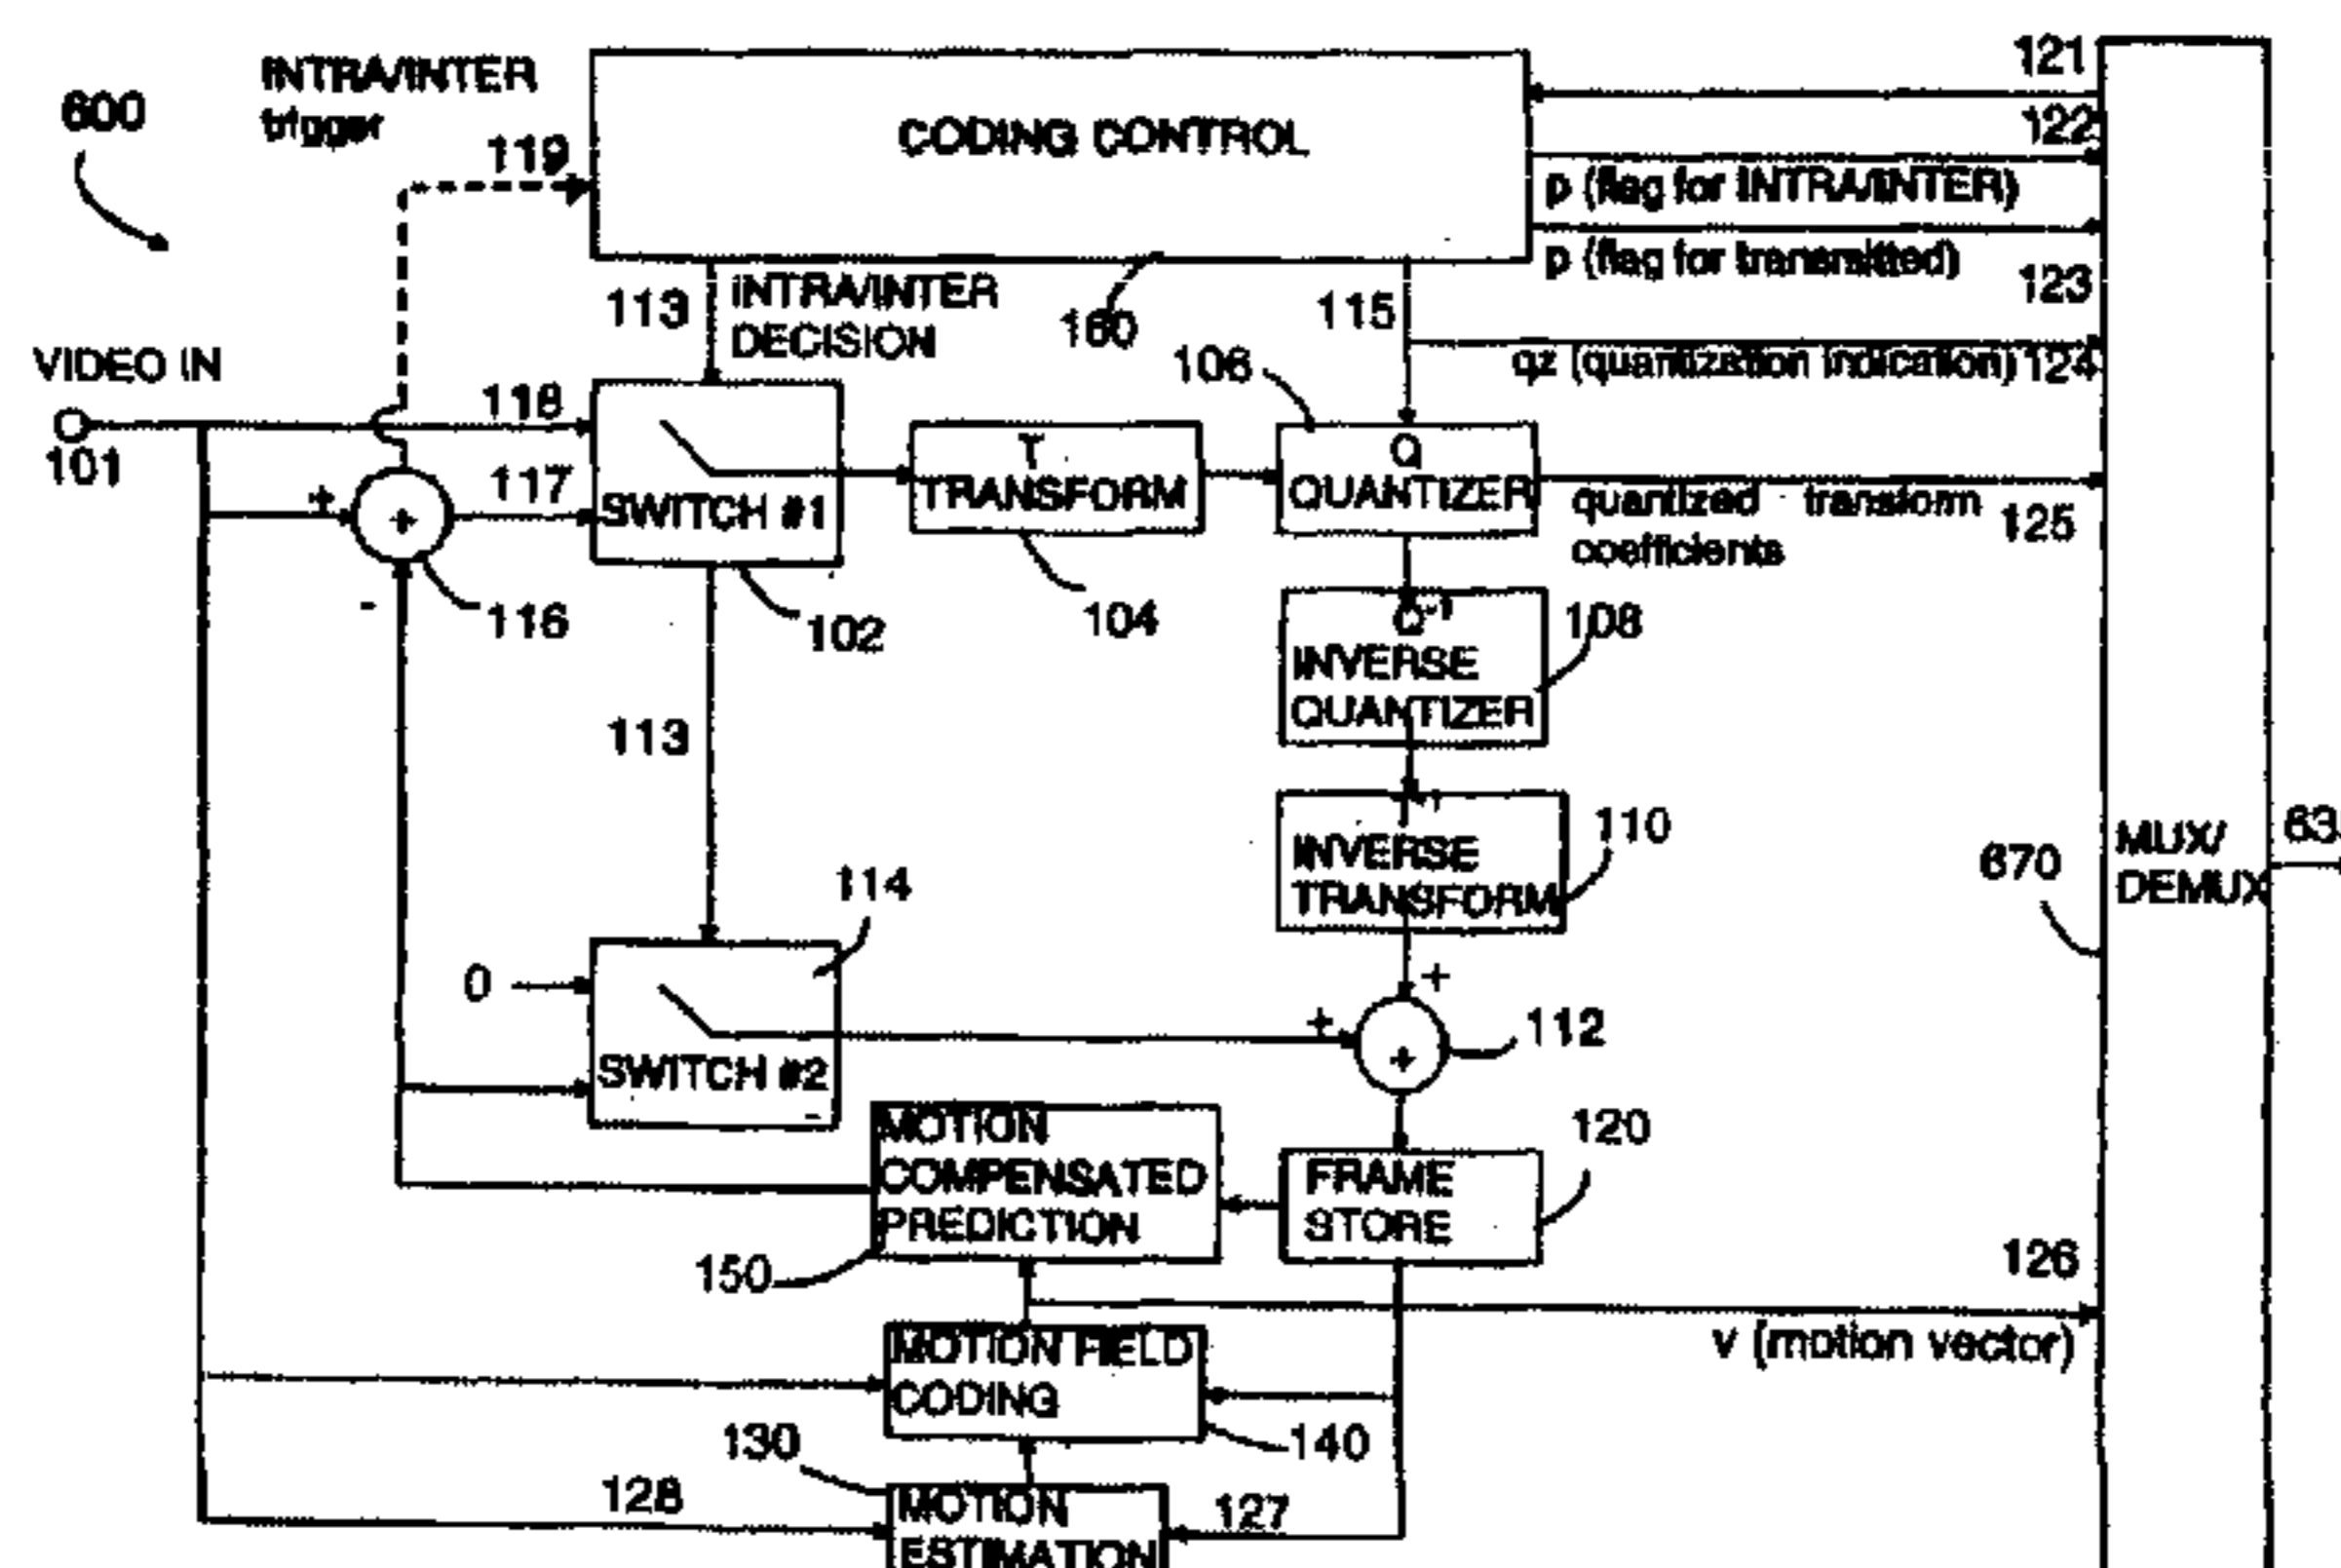 600
INTRA/INTER
trigger
119
CODING CONTROL
121
122
p (flag for INTRA/INTER)
p (flag for transmitted)
123
113
INTRA/INTER
DECISION
160
115
qz (quantization indication) 124
VIDEO IN
101
118
117
+
+
-
116
SWITCH #1
102
T
TRANSFORM
104
106
Q
QUANTIZER
quantized transform
coefficients
125
Q-1
INVERSE
QUANTIZER
108
113
INVERSE
TRANSFORM
110
670
MUX/
DEMUX
114
0
SWITCH #2
+
+
+
112
MOTION
COMPENSATED
PREDICTION
150
FRAME
STORE
120
126
v (motion vector)
MOTION FIELD
CODING
140
130
128
MOTION
ESTIMATION
127